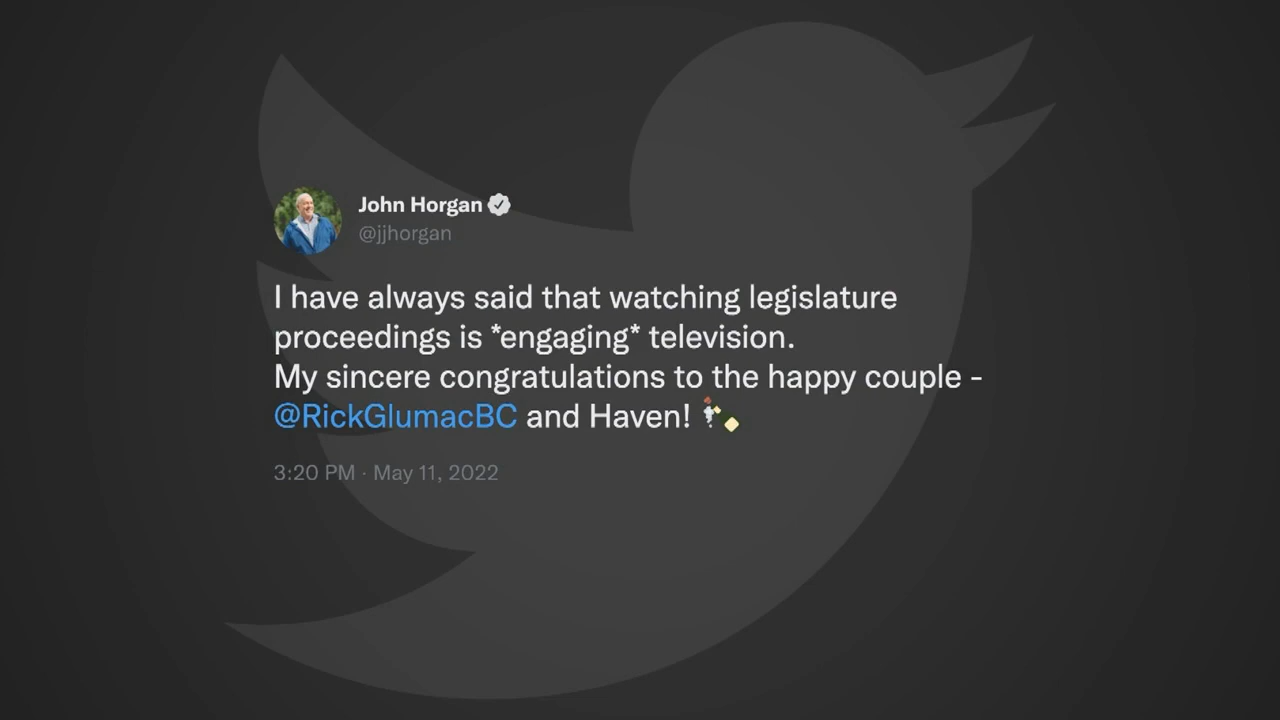 John Horgan
@jjhorgan
I have always said that watching legislature
proceedings is *engaging* television.
My sincere congratulations to the happy couple -
@RickGlumacBC and Haven!
3:20 PM · May 11, 2022